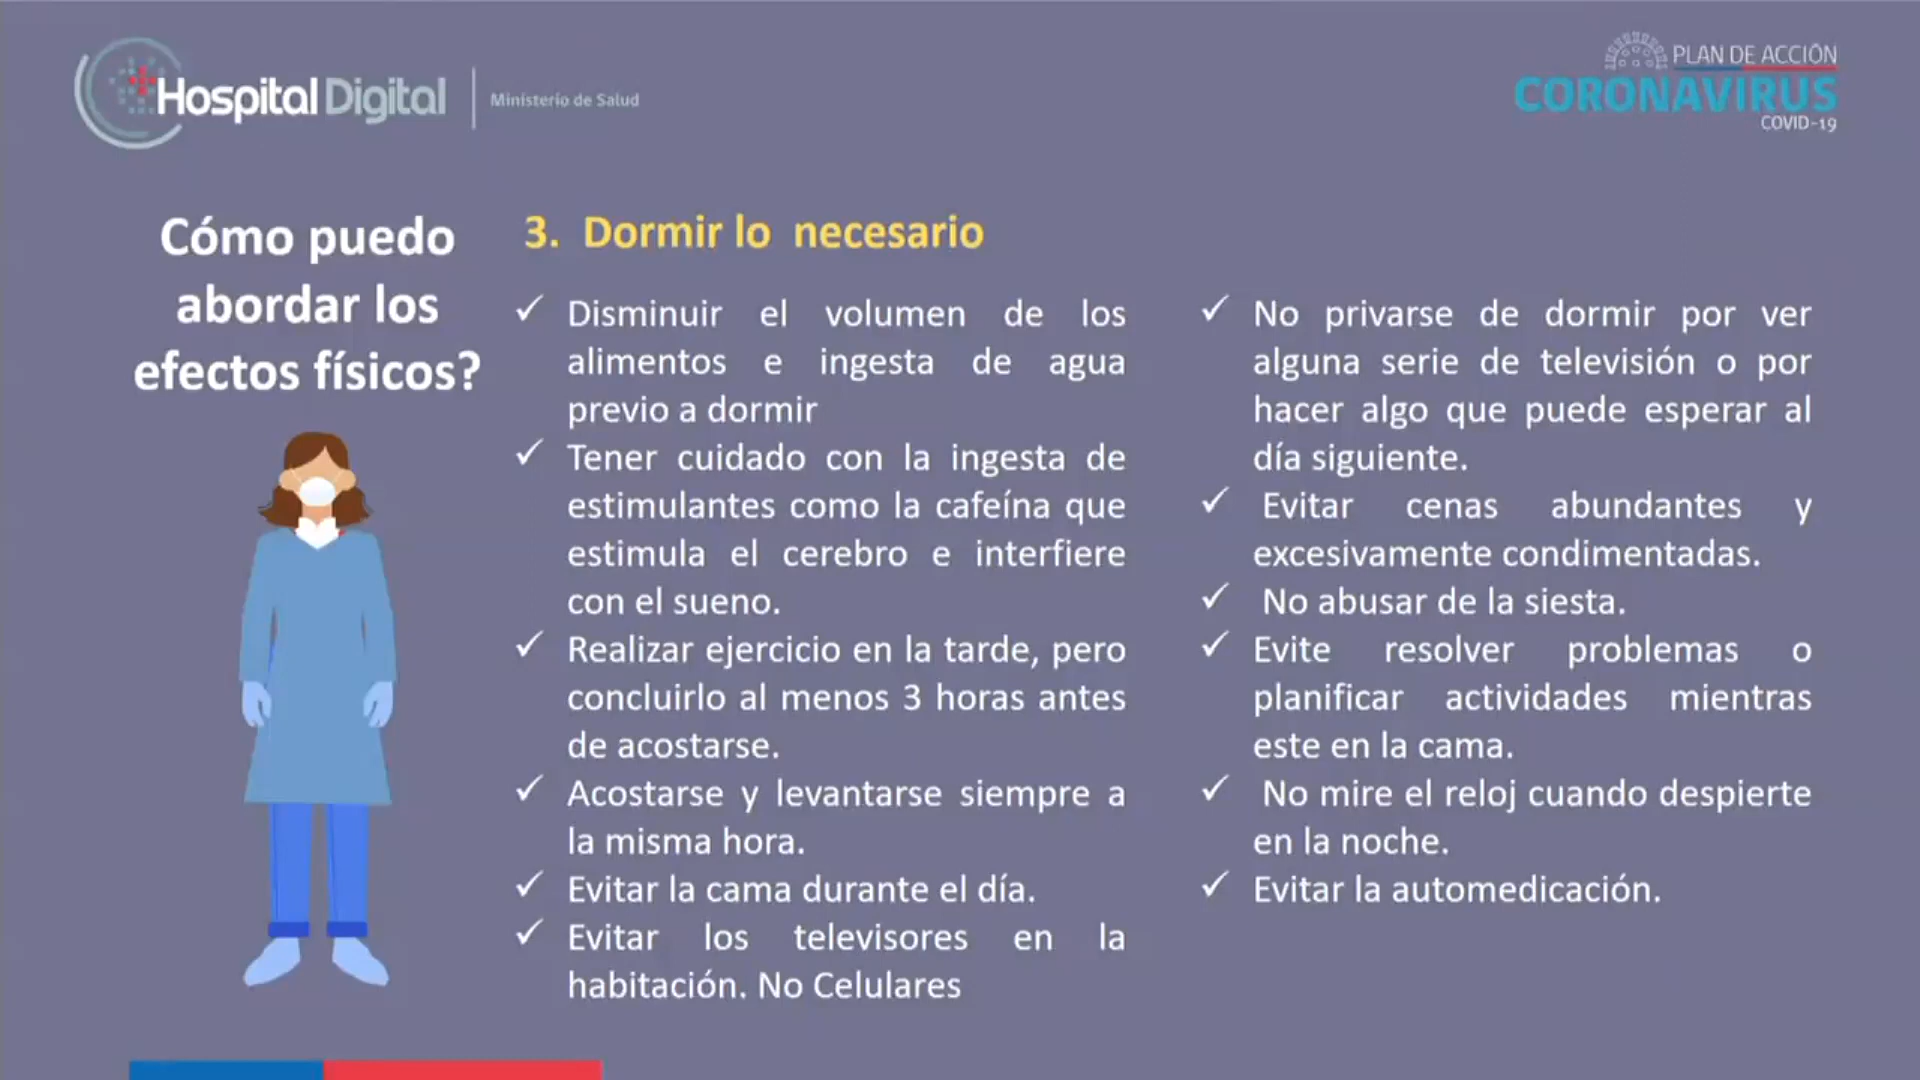 Hospital Digital
Ministerio de Salud
PLAN DE ACCIÓN
CORONAVIRUS
COVID-19
Cómo puedo
abordar los
efectos físicos?
3. Dormir lo necesario
✓ Disminuir el volumen de los
alimentos e ingesta de agua
previo a dormir
✓ Tener cuidado con la ingesta de
estimulantes como la cafeína que
estimula el cerebro e interfiere
con el sueno.
✓ Realizar ejercicio en la tarde, pero
concluirlo al menos 3 horas antes
de acostarse.
✓ Acostarse y levantarse siempre a
la misma hora.
✓ Evitar la cama durante el día.
✓ Evitar los televisores en la
habitación. No Celulares
✓ No privarse de dormir por ver
alguna serie de televisión o por
hacer algo que puede esperar al
día siguiente.
✓ Evitar cenas abundantes y
excesivamente condimentadas.
✓ No abusar de la siesta.
✓ Evite resolver problemas o
planificar actividades mientras
este en la cama.
✓ No mire el reloj cuando despierte
en la noche.
✓ Evitar la automedicación.